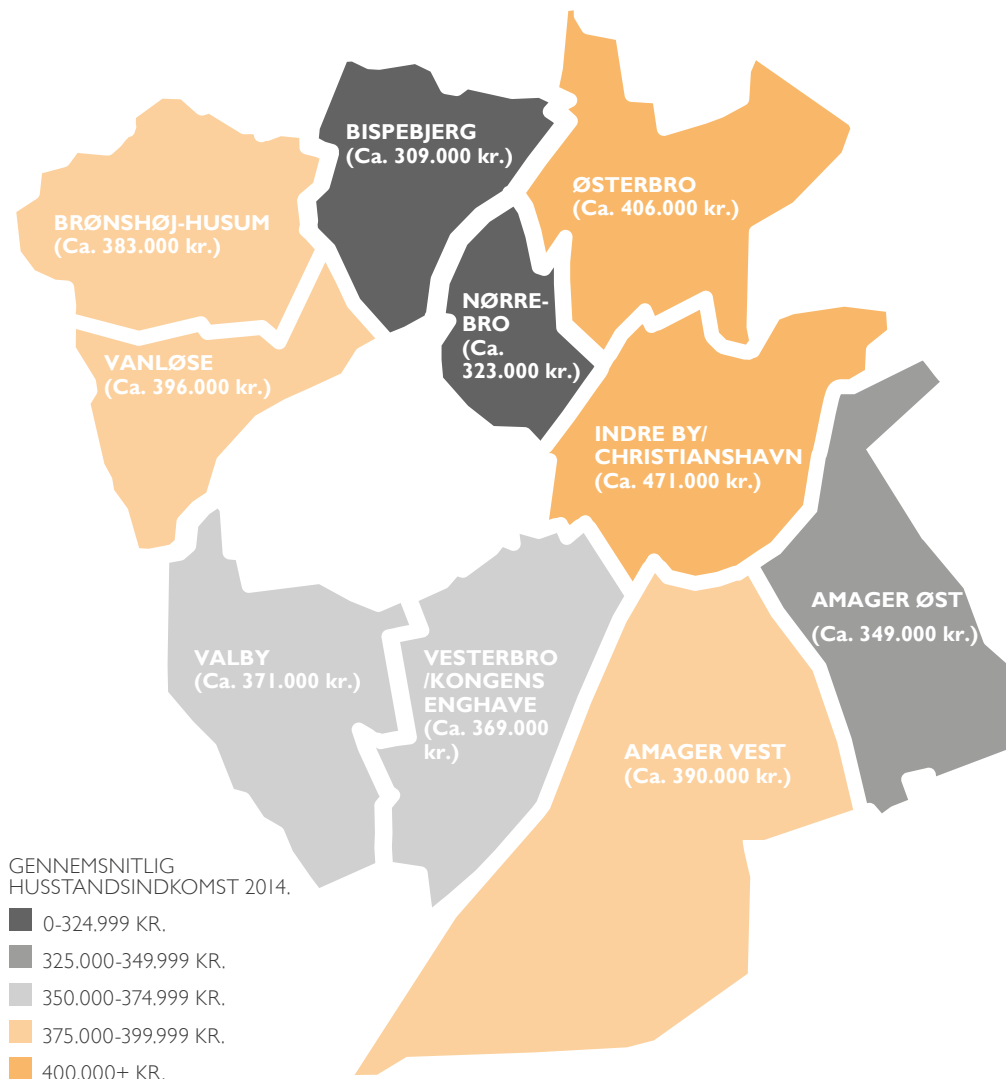 BISPEBJERG
(Ca. 309.000 kr.)
ØSTERBRO
(Ca. 406.000 kr.)
BRØNSHØJ-HUSUM
(Ca. 383.000 kr.)
NØRRE-
BRO
(Ca.
323.000 kr.)
VANLØSE
(Ca. 396.000 kr.)
INDRE BY/
CHRISTIANSHAVN
(Ca. 471.000 kr.)
AMAGER ØST
(Ca. 349.000 kr.)
VALBY
(Ca. 371.000 kr.)
VESTERBRO
/KONGENS
ENGHAVE
(Ca. 369.000
kr.)
AMAGER VEST
(Ca. 390.000 kr.)
GENNEMSNITLIG
HUSSTANDSINDKOMST 2014.
0-324.999 KR.
325.000-349.999 KR.
350.000-374.999 KR.
375.000-399.999 KR.
400.000+ KR.